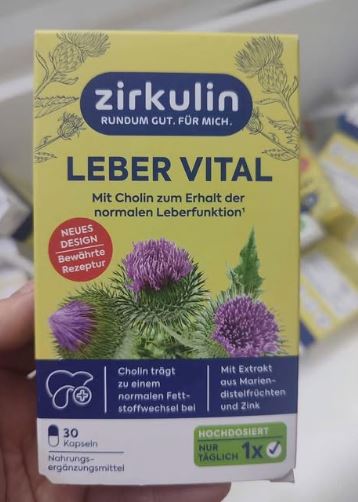 zirkulin
RUNDUM GUT. FÜR MICH.
LEBER VITAL
Mit Cholin zum Erhalt der
normalen Leberfunktion¹
NEUES
DESIGN
Bewährte
Rezeptur
Cholin trägt
zu einem
normalen Fett-
stoffwechsel bei
Mit Extrakt
aus Marien-
distelfrüchten
und Zink
30
Kapseln
Nahrungs-
ergänzungsmittel
HOCHDOSIERT
NUR
TÄGLICH 1x